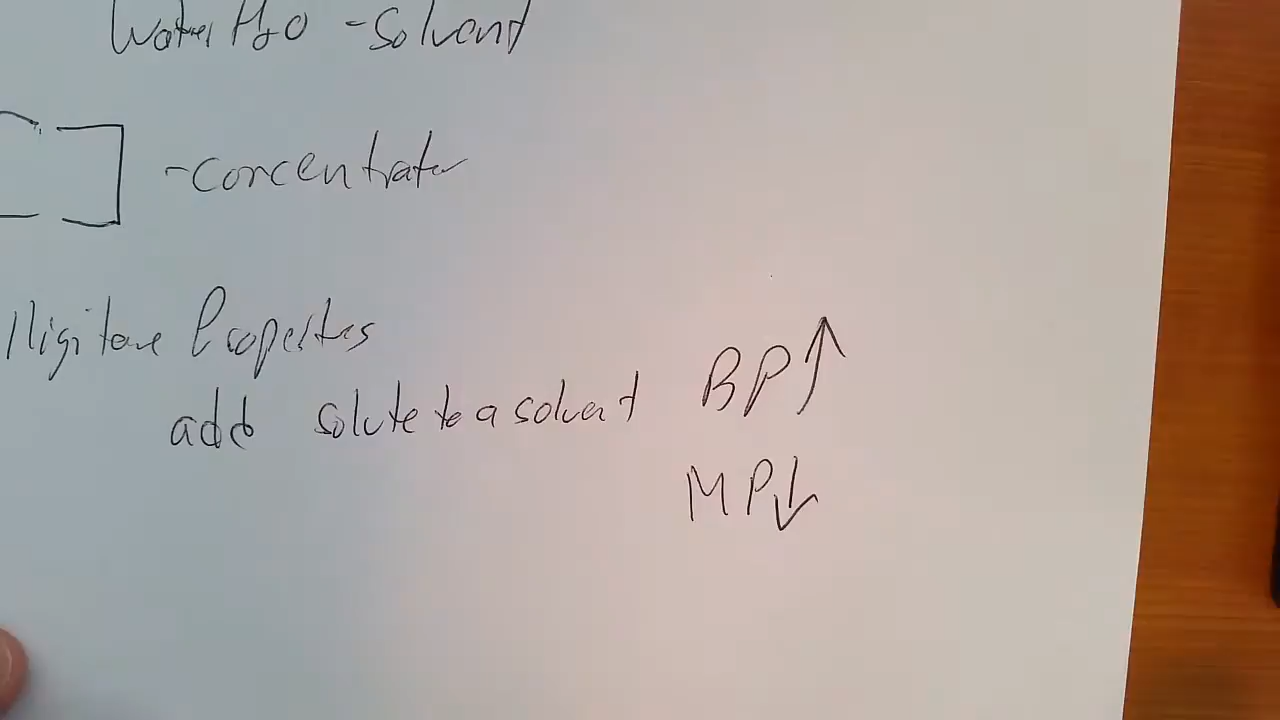 Water H2O - Solvent
[ ] - concentrate
lligitave Properties
add solute to a solvent BP↑
MP↓